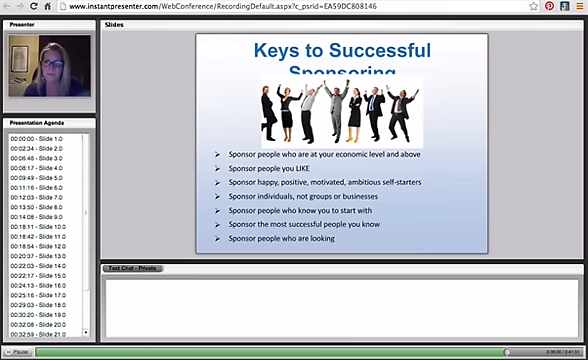 www.instantpresenter.com/WebConference/RecordingDefault.aspx?c_psrid=EA59DC808146
Presenter
Slides
Keys to Successful
Sponsoring
Sponsor people who are at your economic level and above
Sponsor people you LIKE
Sponsor happy, positive, motivated, ambitious self-starters
Sponsor individuals, not groups or businesses
Sponsor people who know you to start with
Sponsor the most successful people you know
Sponsor people who are looking
Presentation Agenda
00:00:00 - Slide 1.0
00:02:34 - Slide 2.0
00:06:46 - Slide 3.0
00:08:17 - Slide 4.0
00:09:49 - Slide 5.0
00:11:16 - Slide 6.0
00:12:03 - Slide 7.0
00:13:50 - Slide 8.0
00:14:08 - Slide 9.0
00:18:11 - Slide 10.0
00:18:42 - Slide 11.0
00:18:54 - Slide 12.0
00:20:37 - Slide 13.0
00:22:03 - Slide 14.0
00:22:17 - Slide 15.0
00:24:13 - Slide 16.0
00:25:16 - Slide 17.0
00:29:03 - Slide 18.0
00:30:20 - Slide 19.0
00:32:08 - Slide 20.0
00:32:59 - Slide 21.0
Text Chat - Private
Pause